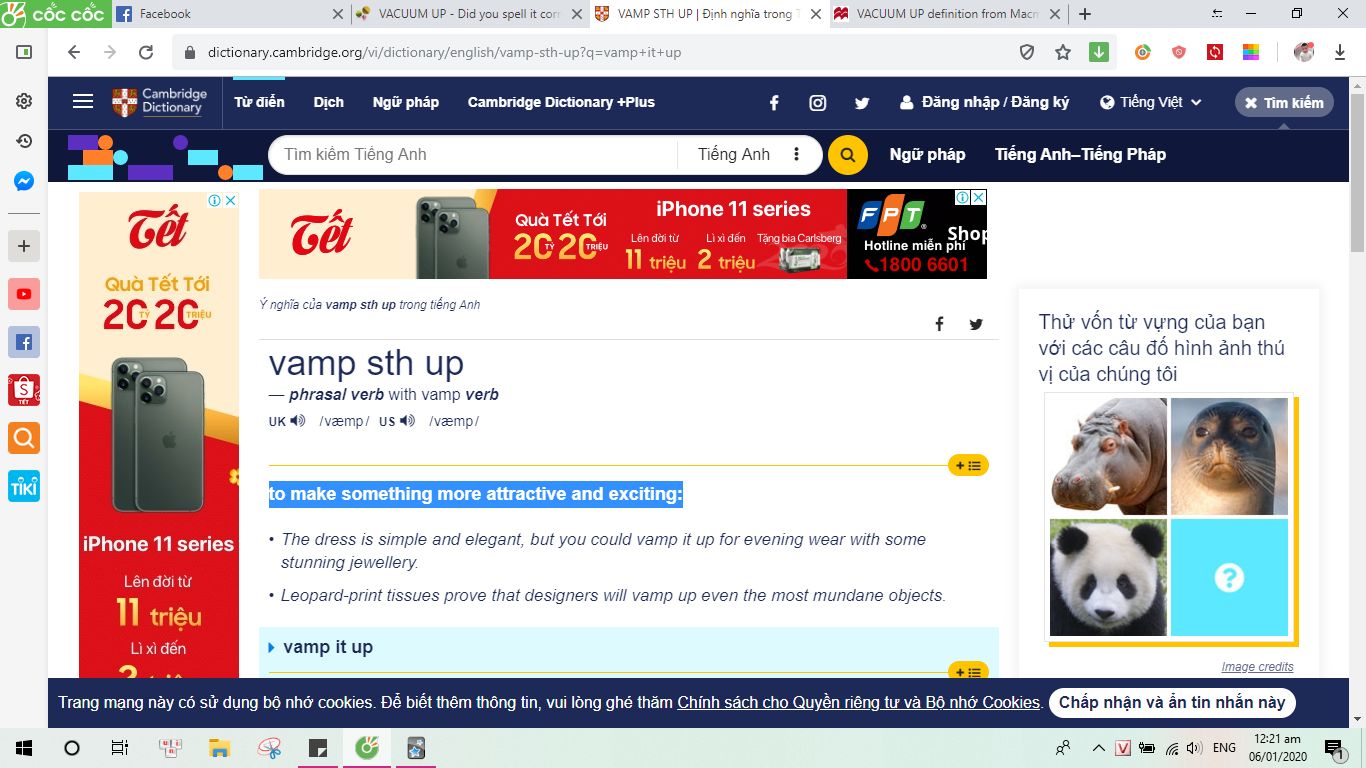 cốc cốc
Facebook
VACUUM UP - Did you spell it corr
VAMP STH UP | Định nghĩa trong T
VACUUM UP definition from Macm
dictionary.cambridge.org/vi/dictionary/english/vamp-sth-up?q=vamp+it+up
Cambridge
Dictionary
Từ điển
Dịch
Ngữ pháp
Cambridge Dictionary +Plus
Đăng nhập / Đăng ký
Tiếng Việt
Tìm kiếm
Tìm kiếm Tiếng Anh
Tiếng Anh
Ngữ pháp
Tiếng Anh–Tiếng Pháp
Tết
Quà Tết Tới
20 TỶ 20 TRIỆU
iPhone 11 series
Lên đời từ
11 triệu
Lì xì đến
Tết
Quà Tết Tới
20 TỶ 20 TRIỆU
iPhone 11 series
Lên đời từ
11 triệu
Lì xì đến
2 triệu
Tặng bia Carlsberg
FPT
Shop
Hotline miễn phí
1800 6601
Ý nghĩa của vamp sth up trong tiếng Anh
vamp sth up
— phrasal verb with vamp verb
UK /væmp/ US /væmp/
to make something more attractive and exciting:
• The dress is simple and elegant, but you could vamp it up for evening wear with some
stunning jewellery.
• Leopard-print tissues prove that designers will vamp up even the most mundane objects.
vamp it up
Thử vốn từ vựng của bạn
với các câu đố hình ảnh thú
vị của chúng tôi
?
Image credits
TẾT
TIKI
Trang mạng này có sử dụng bộ nhớ cookies. Để biết thêm thông tin, vui lòng ghé thăm Chính sách cho Quyền riêng tư và Bộ nhớ Cookies.
Chấp nhận và ẩn tin nhắn này
V
ENG
12:21 am
06/01/2020
1